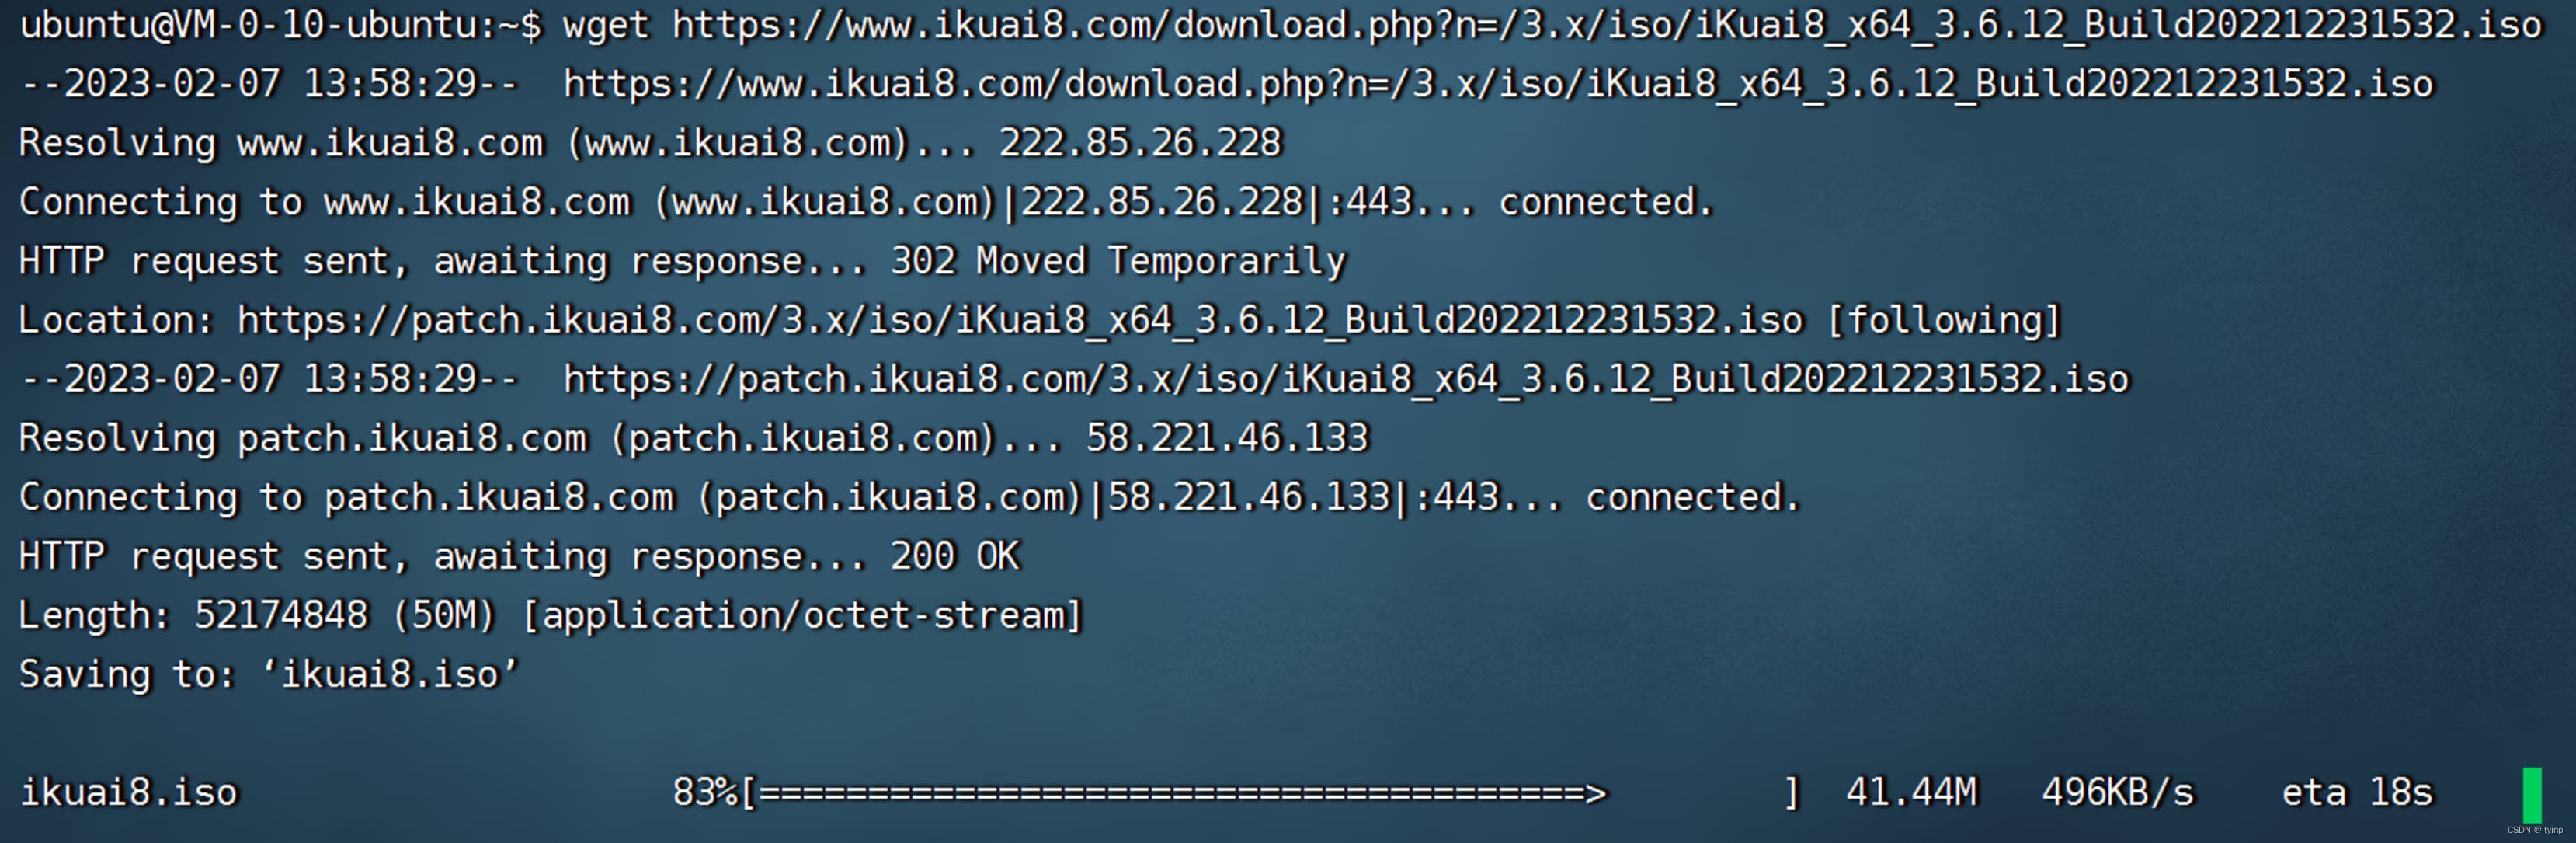 ubuntu@VM-0-10-ubuntu:~$ wget https://www.ikuai8.com/download.php?n=/3.x/iso/iKuai8_x64_3.6.12_Build202212231532.iso
--2023-02-07 13:58:29--  https://www.ikuai8.com/download.php?n=/3.x/iso/iKuai8_x64_3.6.12_Build202212231532.iso
Resolving www.ikuai8.com (www.ikuai8.com)... 222.85.26.228
Connecting to www.ikuai8.com (www.ikuai8.com)|222.85.26.228|:443... connected.
HTTP request sent, awaiting response... 302 Moved Temporarily
Location: https://patch.ikuai8.com/3.x/iso/iKuai8_x64_3.6.12_Build202212231532.iso [following]
--2023-02-07 13:58:29--  https://patch.ikuai8.com/3.x/iso/iKuai8_x64_3.6.12_Build202212231532.iso
Resolving patch.ikuai8.com (patch.ikuai8.com)... 58.221.46.133
Connecting to patch.ikuai8.com (patch.ikuai8.com)|58.221.46.133|:443... connected.
HTTP request sent, awaiting response... 200 OK
Length: 52174848 (50M) [application/octet-stream]
Saving to: ‘ikuai8.iso’
ikuai8.iso 83%[======================================> ] 41.44M 496KB/s eta 18s
CSDN @ityinp